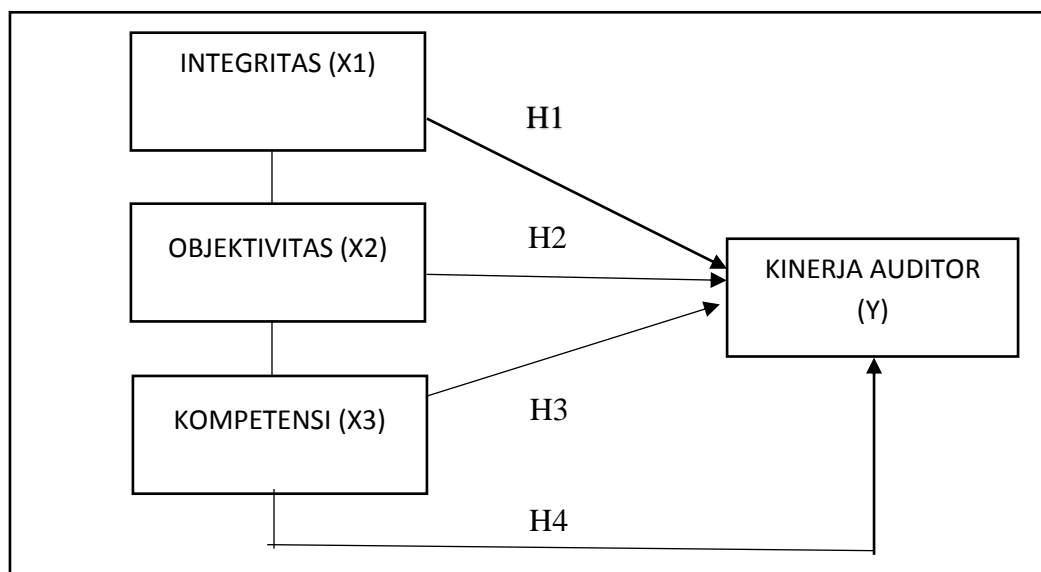 INTEGRITAS (X1)
H1
OBJEKTIVITAS (X2)
H2
KINERJA AUDITOR
(Y)
KOMPETENSI (X3)
H3
H4